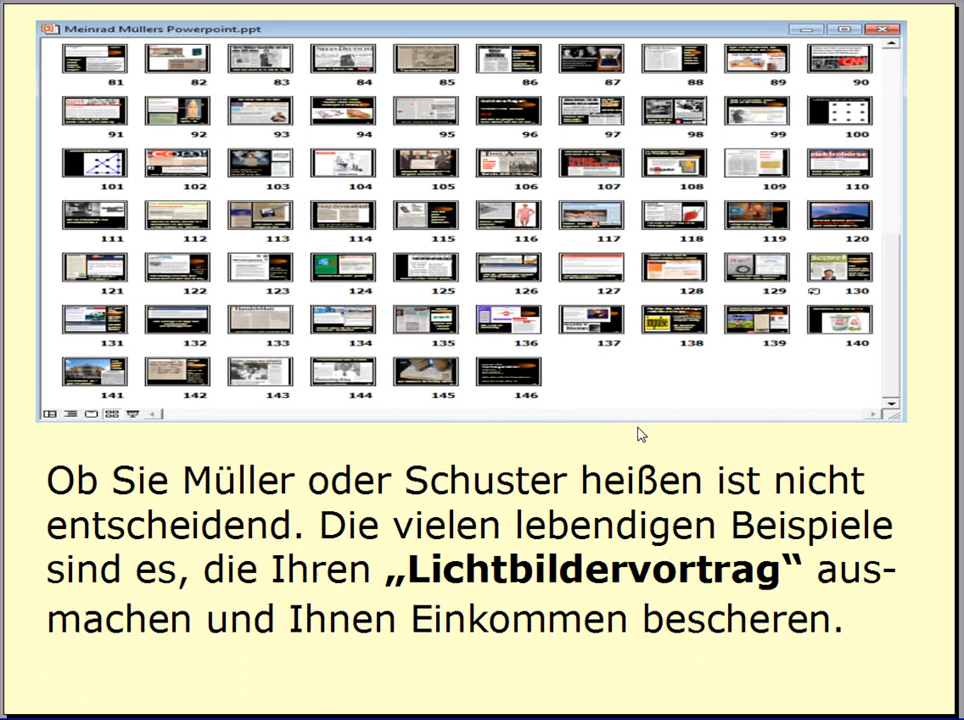 Meinrad Müllers Powerpoint.ppt
81 82 83 84 85 86 87 88 89 90
91 92 93 94 95 96 97 98 99 100
101 102 103 104 105 106 107 108 109 110
111 112 113 114 115 116 117 118 119 120
121 122 123 124 125 126 127 128 129 130
131 132 133 134 135 136 137 138 139 140
141 142 143 144 145 146
Ob Sie Müller oder Schuster heißen ist nicht
entscheidend. Die vielen lebendigen Beispiele
sind es, die Ihren „Lichtbildervortrag“ aus-
machen und Ihnen Einkommen bescheren.